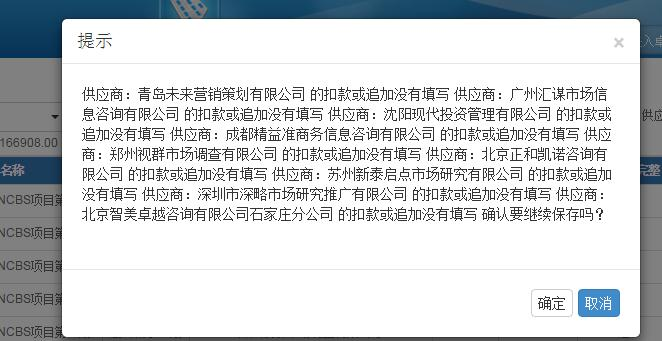 入卓
提示
×
供应商：青岛未来营销策划有限公司 的扣款或追加没有填写 供应商：广州汇谋市场信
息咨询有限公司 的扣款或追加没有填写 供应商：沈阳现代投资管理有限公司 的扣款或追
加没有填写 供应商：成都精益准商务信息咨询有限公司 的扣款或追加没有填写 供应
商：郑州视群市场调查有限公司 的扣款或追加没有填写 供应商：北京正和凯诺咨询有
限公司 的扣款或追加没有填写 供应商：苏州新泰启点市场研究有限公司 的扣款或追加
没有填写 供应商：深圳市深略市场研究推广有限公司 的扣款或追加没有填写 供应商：
北京智美卓越咨询有限公司石家庄分公司 的扣款或追加没有填写 确认要继续保存吗？
供应
166908.00
名称
完整
NCBS项目第
NCBS项目第
NCBS项目第
NCBS项目第
确定 取消